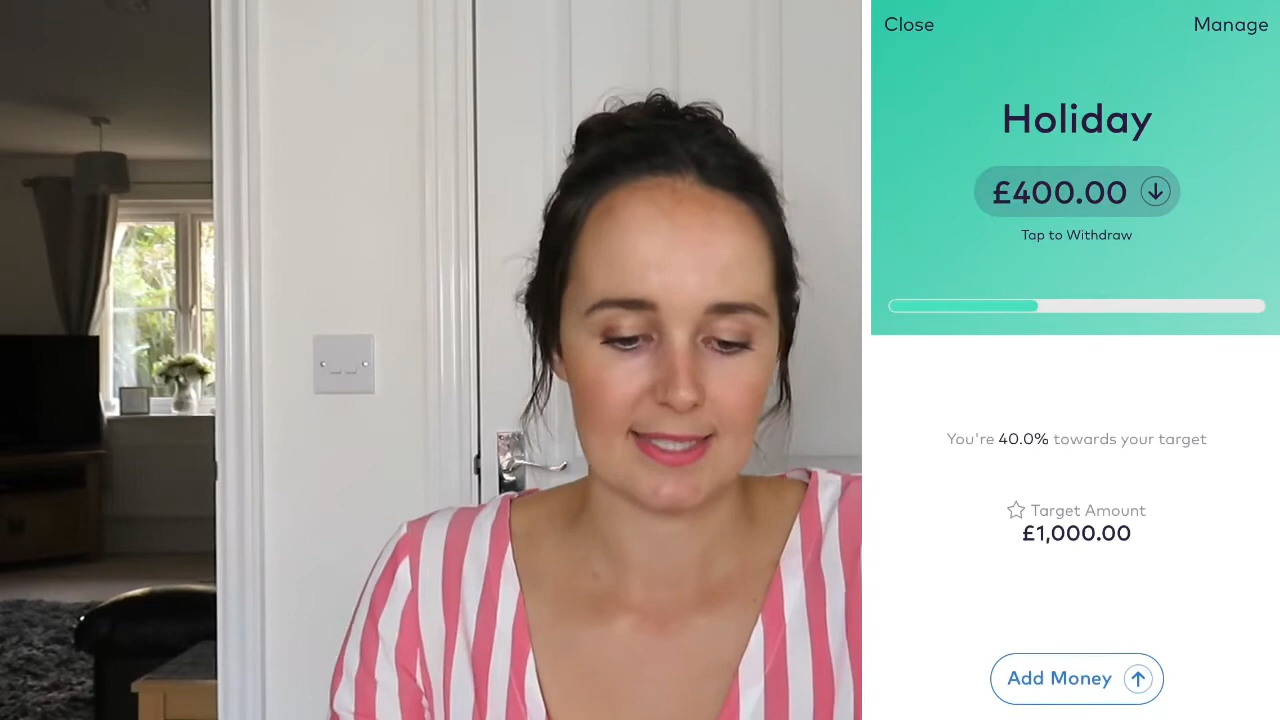 Close
Manage
Holiday
£400.00
Tap to Withdraw
You're 40.0% towards your target
Target Amount
£1,000.00
Add Money